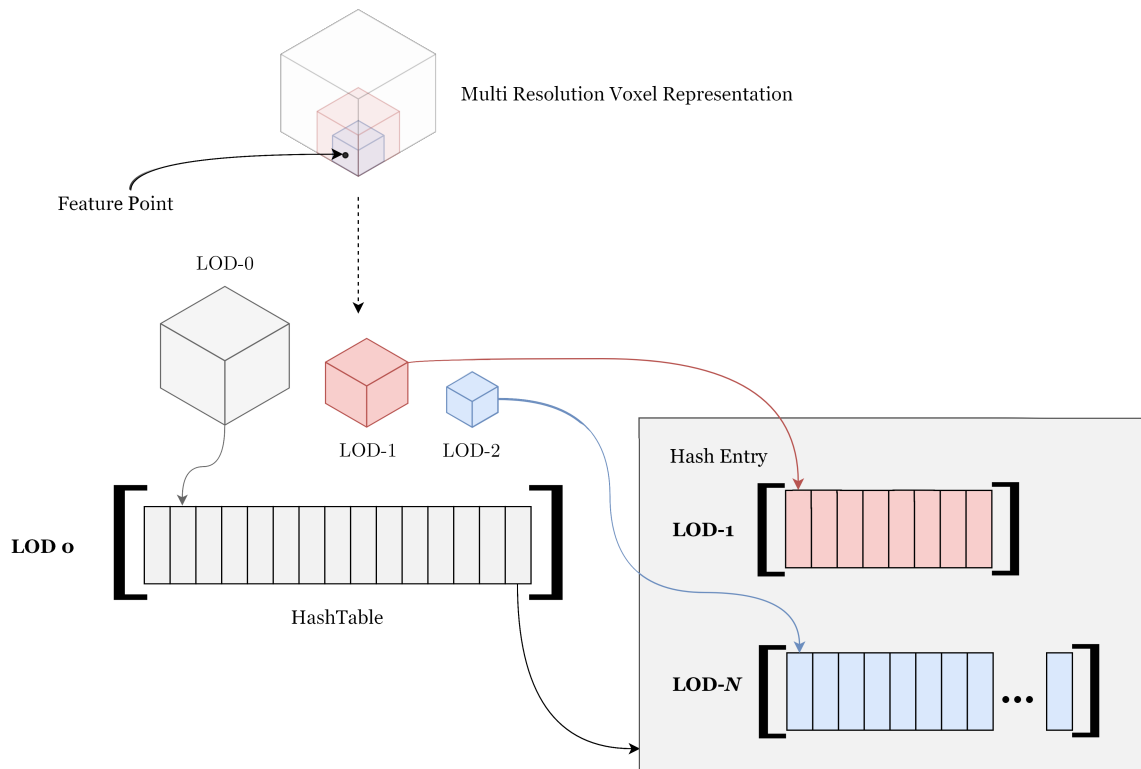 Multi Resolution Voxel Representation
Feature Point
LOD-0
LOD-1
LOD-2
Hash Entry
LOD-1
LOD 0
HashTable
LOD-N
...